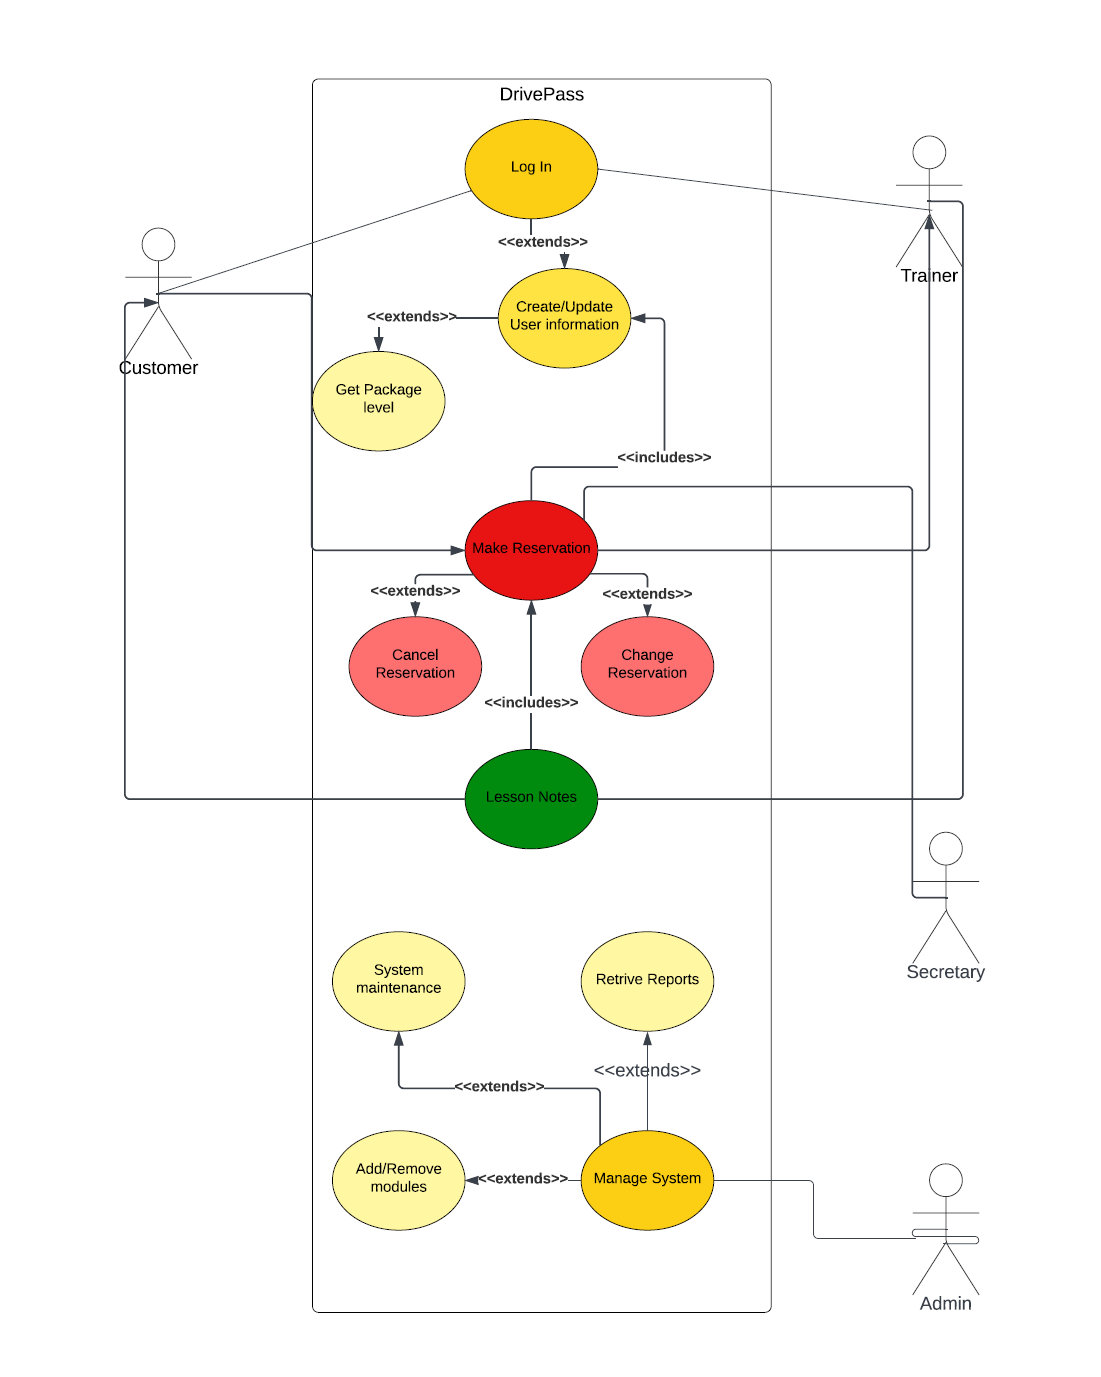 DrivePass
Log In
<<extends>>
Trainer
Create/Update
User information
<<extends>>
Customer
Get Package
level
<<includes>>
Make Reservation
<<extends>>
<<extends>>
Cancel
Reservation
Change
Reservation
<<includes>>
Lesson Notes
Secretary
System
maintenance
Retrive Reports
<<extends>>
<<extends>>
Add/Remove
modules
<<extends>>
Manage System
Admin